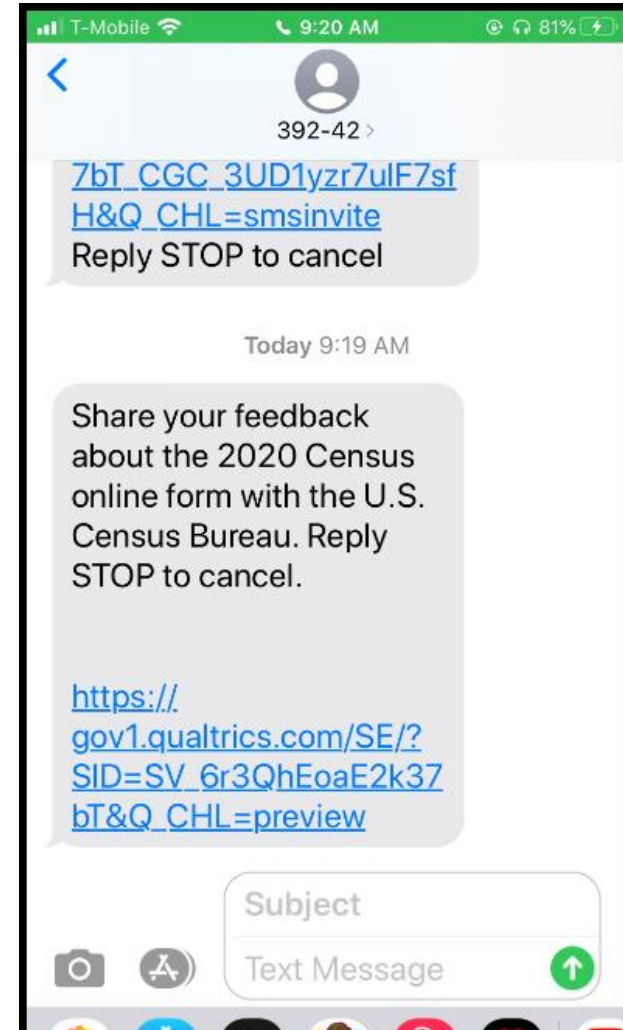 T-Mobile 9:20 AM 81%
392-42 >
7bT_CGC_3UD1yzr7uIF7sf
H&Q_CHL=smsinvite
Reply STOP to cancel
Today 9:19 AM
Share your feedback
about the 2020 Census
online form with the U.S.
Census Bureau. Reply
STOP to cancel.
https://
gov1.qualtrics.com/SE/?
SID=SV_6r3QhEoaE2k37
bT&Q_CHL=preview
Subject
Text Message